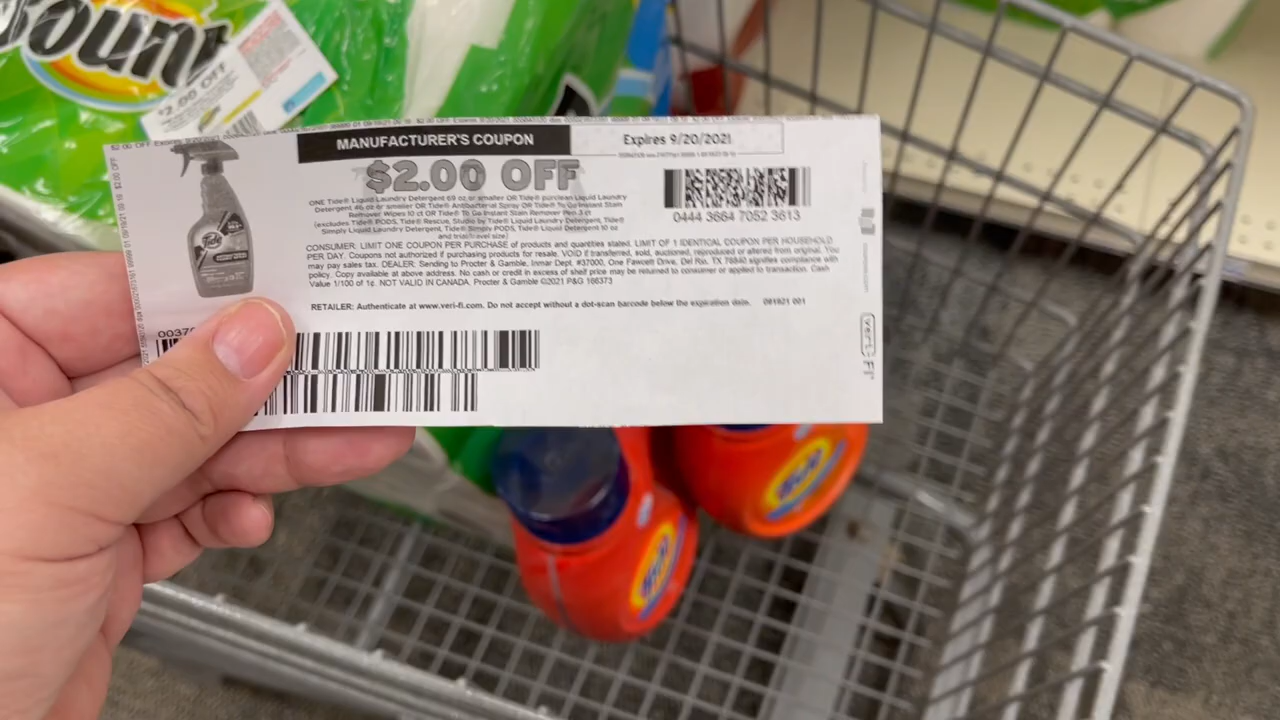 Boun
$2.00 OFF
MANUFACTURER'S COUPON
Expires 9/20/2021
$2.00 OFF
ONE Tide® Liquid Laundry Detergent 69 oz or smaller OR Tide® purclean Liquid Laundry
Detergent 46 oz or smaller OR Tide® Antibacterial Spray OR Tide® To Go Instant Stain
Remover Wipes 10 ct OR Tide® To Go Instant Stain Remover Pen 3 ct
(excludes Tide® PODS, Tide® Rescue, Studio by Tide® Liquid Laundry Detergent, Tide®
Simply Liquid Laundry Detergent, Tide® Simply PODS, Tide® Liquid Detergent 10 oz
and trial/travel size)
0444 3664 7052 3613
CONSUMER: LIMIT ONE COUPON PER PURCHASE of products and quantities stated. LIMIT OF 1 IDENTICAL COUPON PER HOUSEHOLD
PER DAY. Coupons not authorized if purchasing products for resale. VOID if transferred, sold, auctioned, reproduced or altered from original. You
may pay sales tax. DEALER: Sending to Procter & Gamble, Inmar Dept. #37000, One Fawcett Drive, Del Rio, TX 78840 signifies compliance with
policy. Copy available at above address. No cash or credit in excess of shelf price may be returned to consumer or applied to transaction. Cash
Value 1/100 of 1¢. NOT VALID IN CANADA. Procter & Gamble ©2021 P&G 166373
RETAILER: Authenticate at www.veri-fi.com. Do not accept without a dot-scan barcode below the expiration date. 081821 001
Tide
veri-Fi
Tide
Tide